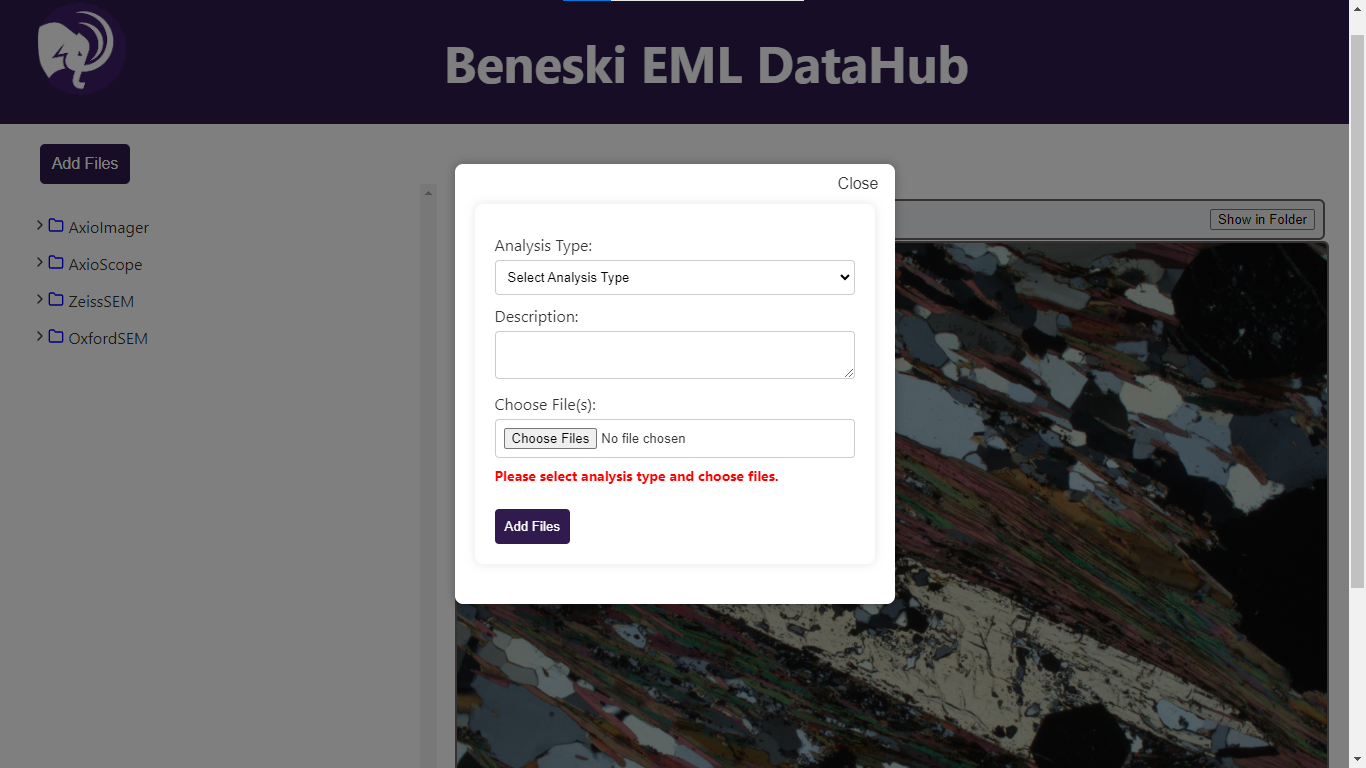 Beneski EML DataHub
Add Files
AxioImager
AxioScope
ZeissSEM
OxfordSEM
Show in Folder
Close
Analysis Type:
Select Analysis Type
Description:
Choose File(s):
Choose Files No file chosen
Please select analysis type and choose files.
Add Files